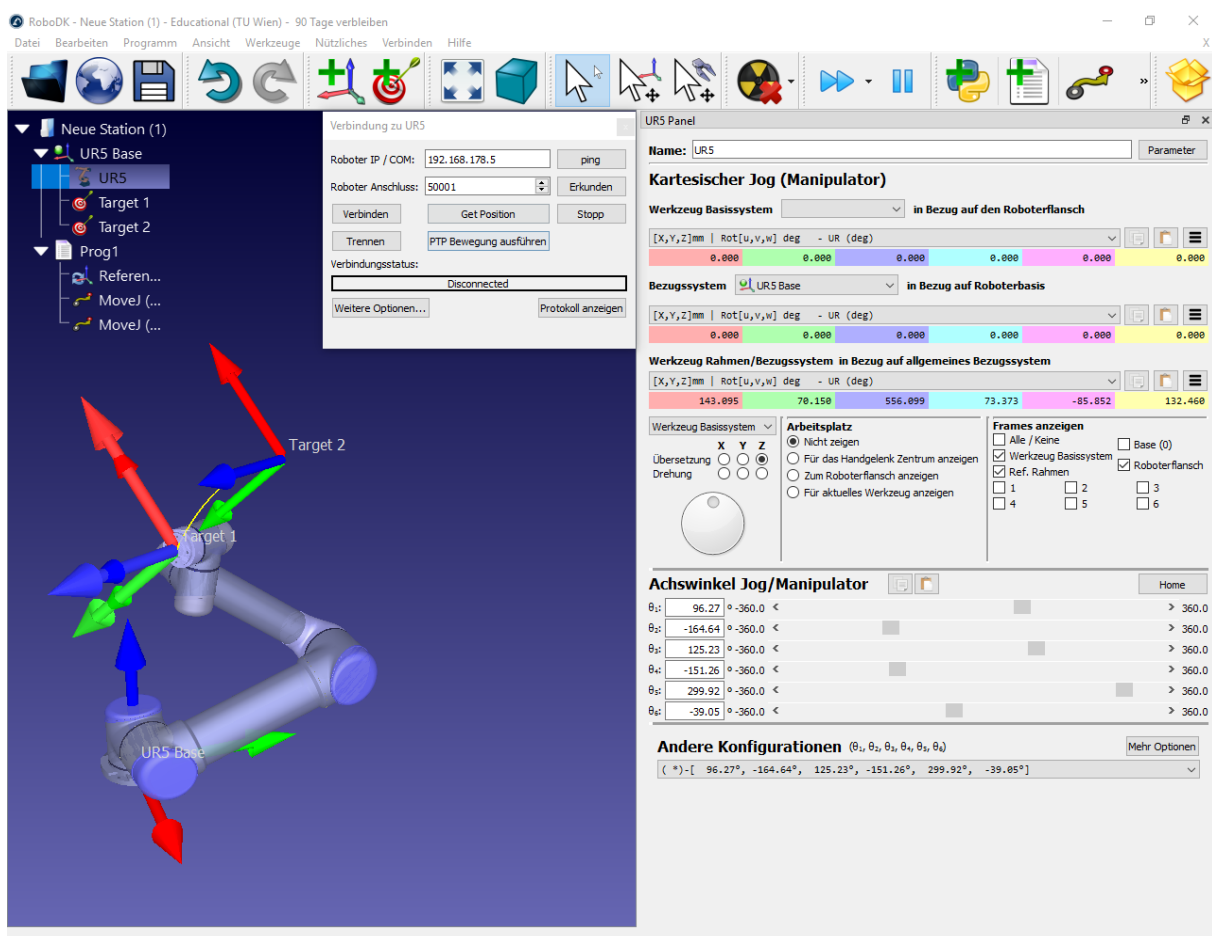 RoboDK - Neue Station (1) - Educational (TU Wien) - 90 Tage verbleiben
Datei Bearbeiten Programm Ansicht Werkzeuge Nützliches Verbinden Hilfe X
»
Neue Station (1)
UR5 Base
UR5
Target 1
Target 2
Prog1
Referen...
MoveJ (...
MoveJ (...
Verbindung zu UR5
Roboter IP / COM: 192.168.178.5 ping
Roboter Anschluss: 50001 Erkunden
Verbinden Get Position Stopp
Trennen PTP Bewegung ausführen
Verbindungsstatus:
Disconnected
Weitere Optionen... Protokoll anzeigen
Target 2
Target 1
UR5 Base
UR5 Panel
Name: UR5 Parameter
Kartesischer Jog (Manipulator)
Werkzeug Basissystem in Bezug auf den Roboterflansch
[X,Y,Z]mm | Rot[u,v,w] deg - UR (deg)
0.000 0.000 0.000 0.000 0.000 0.000
Bezugssystem UR5 Base in Bezug auf Roboterbasis
[X,Y,Z]mm | Rot[u,v,w] deg - UR (deg)
0.000 0.000 0.000 0.000 0.000 0.000
Werkzeug Rahmen/Bezugssystem in Bezug auf allgemeines Bezugssystem
[X,Y,Z]mm | Rot[u,v,w] deg - UR (deg)
143.095 70.150 556.099 73.373 -85.852 132.460
Werkzeug Basissystem
X Y Z
Übersetzung
Drehung
Arbeitsplatz
Nicht zeigen
Für das Handgelenk Zentrum anzeigen
Zum Roboterflansch anzeigen
Für aktuelles Werkzeug anzeigen
Frames anzeigen
Alle / Keine Base (0)
Werkzeug Basissystem Roboterflansch
Ref. Rahmen
1 2 3
4 5 6
Achswinkel Jog/Manipulator Home
θ₁: 96.27 ° -360.0 < > 360.0
θ₂: -164.64 ° -360.0 < > 360.0
θ₃: 125.23 ° -360.0 < > 360.0
θ₄: -151.26 ° -360.0 < > 360.0
θ₅: 299.92 ° -360.0 < > 360.0
θ₆: -39.05 ° -360.0 < > 360.0
Andere Konfigurationen (θ₁, θ₂, θ₃, θ₄, θ₅, θ₆) Mehr Optionen
( *)-[ 96.27°, -164.64°, 125.23°, -151.26°, 299.92°, -39.05°]